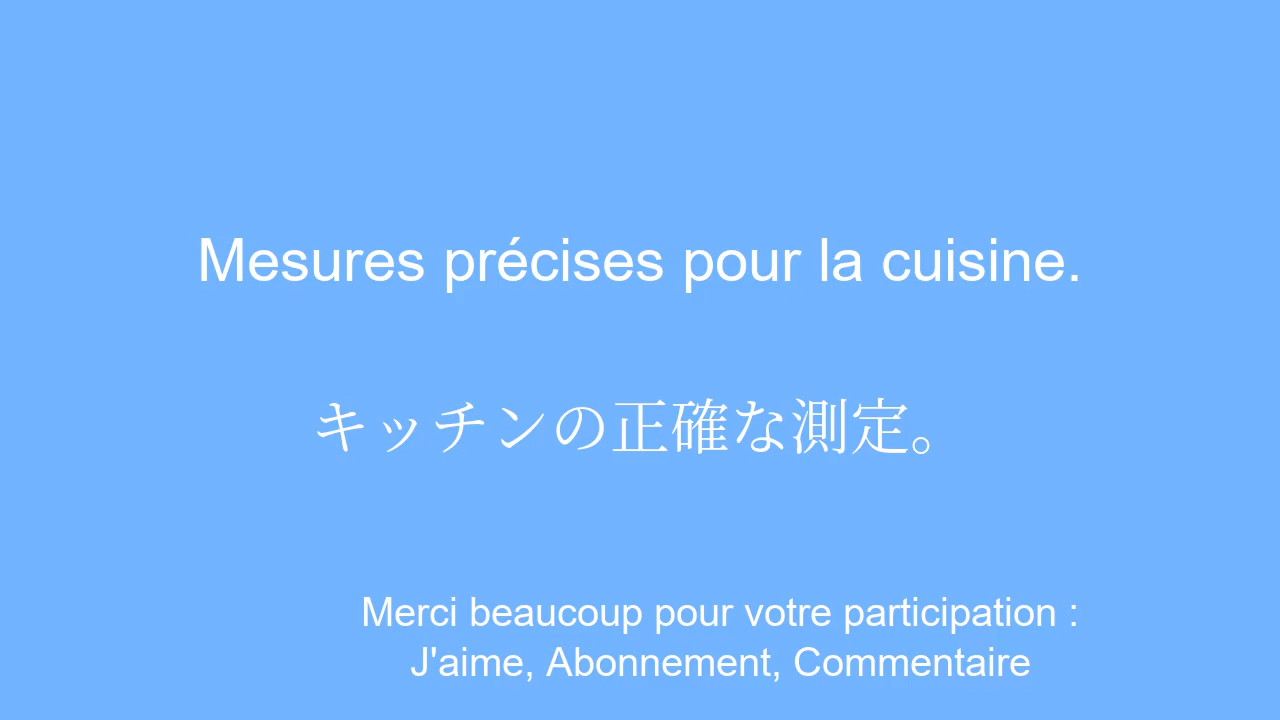 Mesures précises pour la cuisine.
キッチンの正確な測定。
Merci beaucoup pour votre participation :
J'aime, Abonnement, Commentaire